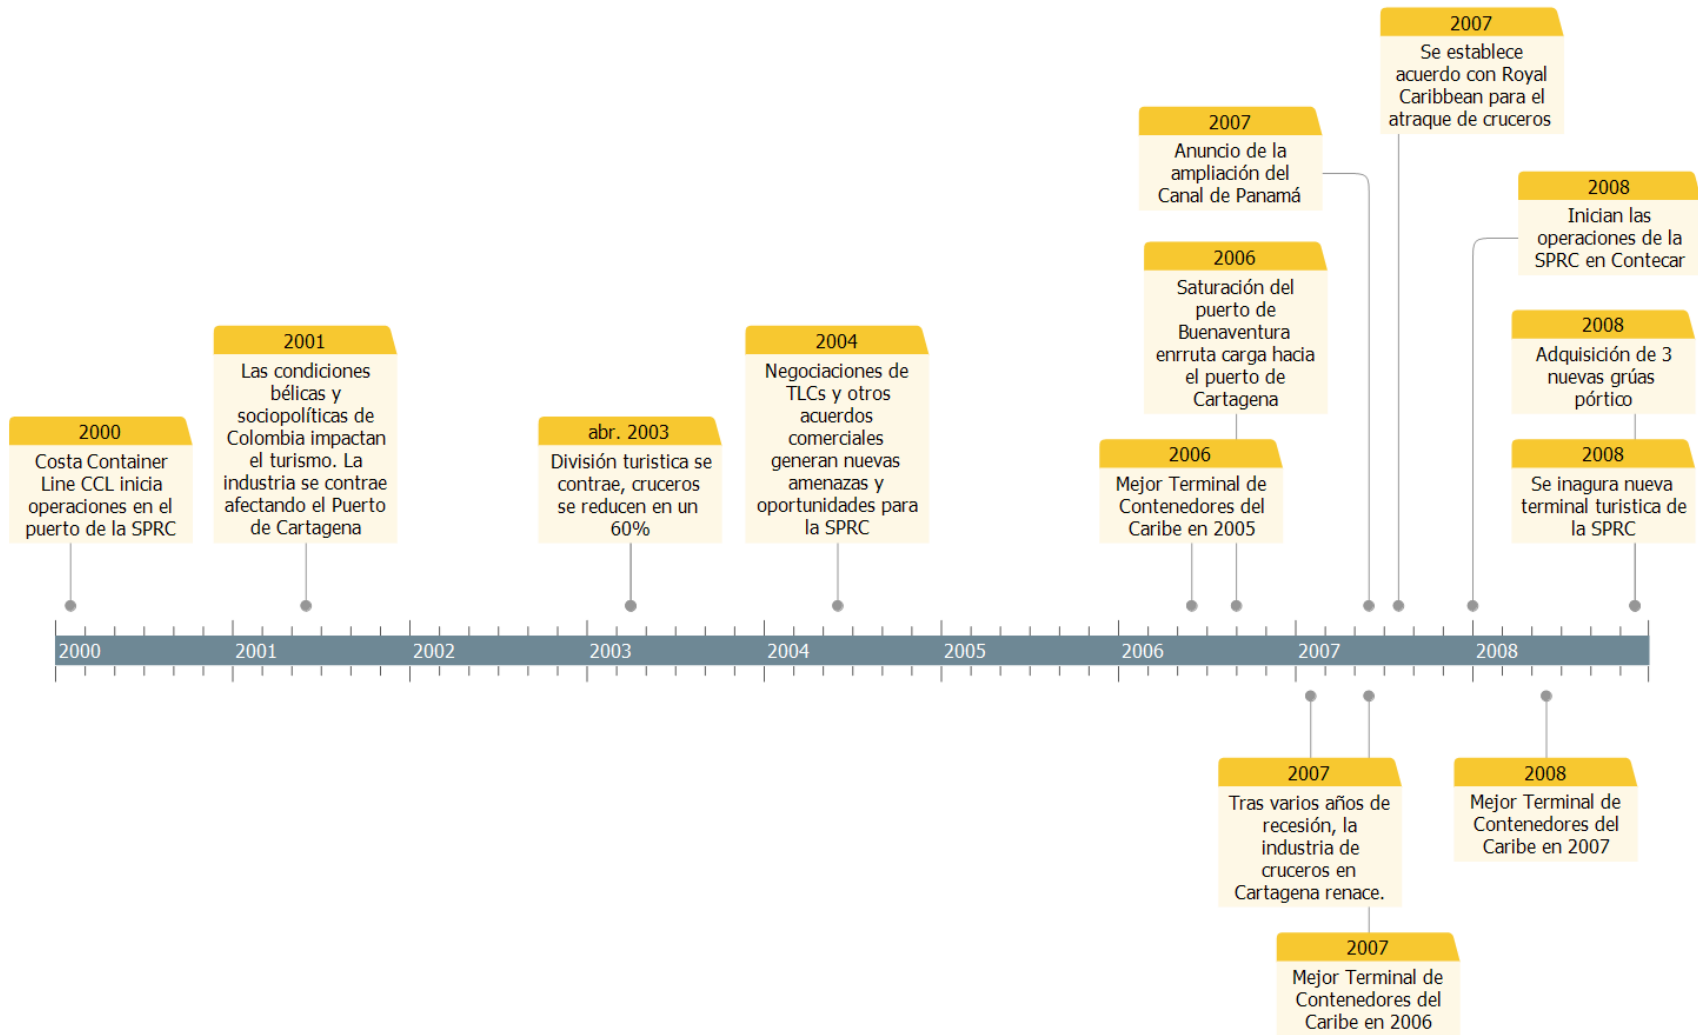 2007
Se establece
acuerdo con Royal
Caribbean para el
atraque de cruceros
2007
Anuncio de la
ampliación del
Canal de Panamá
2008
Inician las
operaciones de la
SPRC en Contecar
2006
Saturación del
puerto de
Buenaventura
enrruta carga hacia
el puerto de
Cartagena
2008
Adquisición de 3
nuevas grúas
pórtico
2001
Las condiciones
bélicas y
sociopolíticas de
Colombia impactan
el turismo. La
industria se contrae
afectando el Puerto
de Cartagena
2004
Negociaciones de
TLCs y otros
acuerdos
comerciales
generan nuevas
amenazas y
oportunidades para
la SPRC
2000
Costa Container
Line CCL inicia
operaciones en el
puerto de la SPRC
abr. 2003
División turistica se
contrae, cruceros
se reducen en un
60%
2006
Mejor Terminal de
Contenedores del
Caribe en 2005
2008
Se inagura nueva
terminal turistica de
la SPRC
2000 2001 2002 2003 2004 2005 2006 2007 2008
2007
Tras varios años de
recesión, la
industria de
cruceros en
Cartagena renace.
2008
Mejor Terminal de
Contenedores del
Caribe en 2007
2007
Mejor Terminal de
Contenedores del
Caribe en 2006